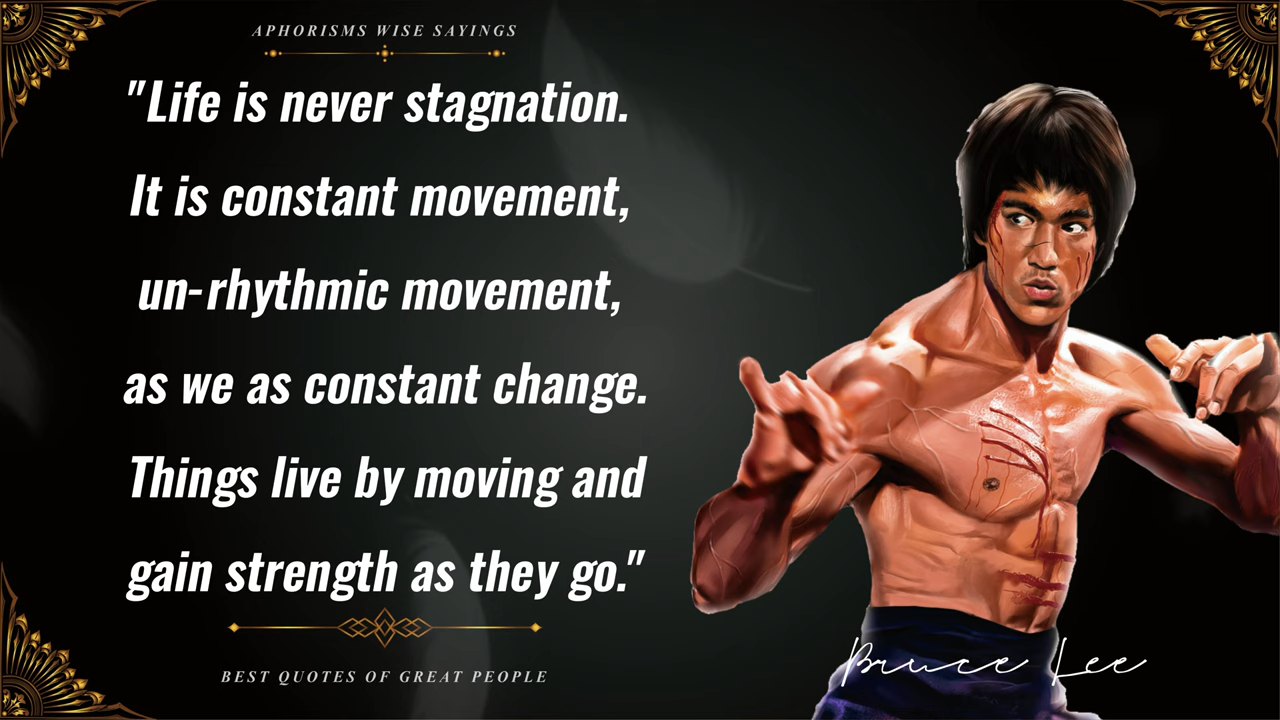 APHORISMS WISE SAYINGS
"Life is never stagnation.
It is constant movement,
un-rhythmic movement,
as we as constant change.
Things live by moving and
gain strength as they go."
BEST QUOTES OF GREAT PEOPLE
Bruce Lee